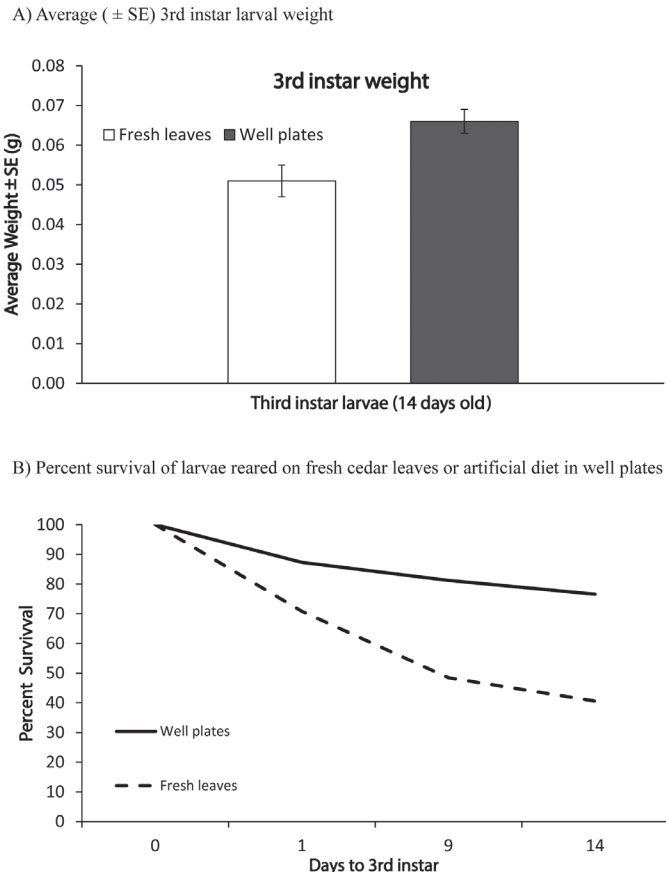 A) Average ( ± SE) 3rd instar larval weight
3rd instar weight
0.08
0.07
0.06
0.05
0.04
0.03
0.02
0.01
0.00
Average Weight ± SE (g)
Fresh leaves
Well plates
Third instar larvae (14 days old)
B) Percent survival of larvae reared on fresh cedar leaves or artificial diet in well plates
100
90
80
70
60
50
40
30
20
10
0
Percent Survivval
Well plates
Fresh leaves
0 1 9 14
Days to 3rd instar